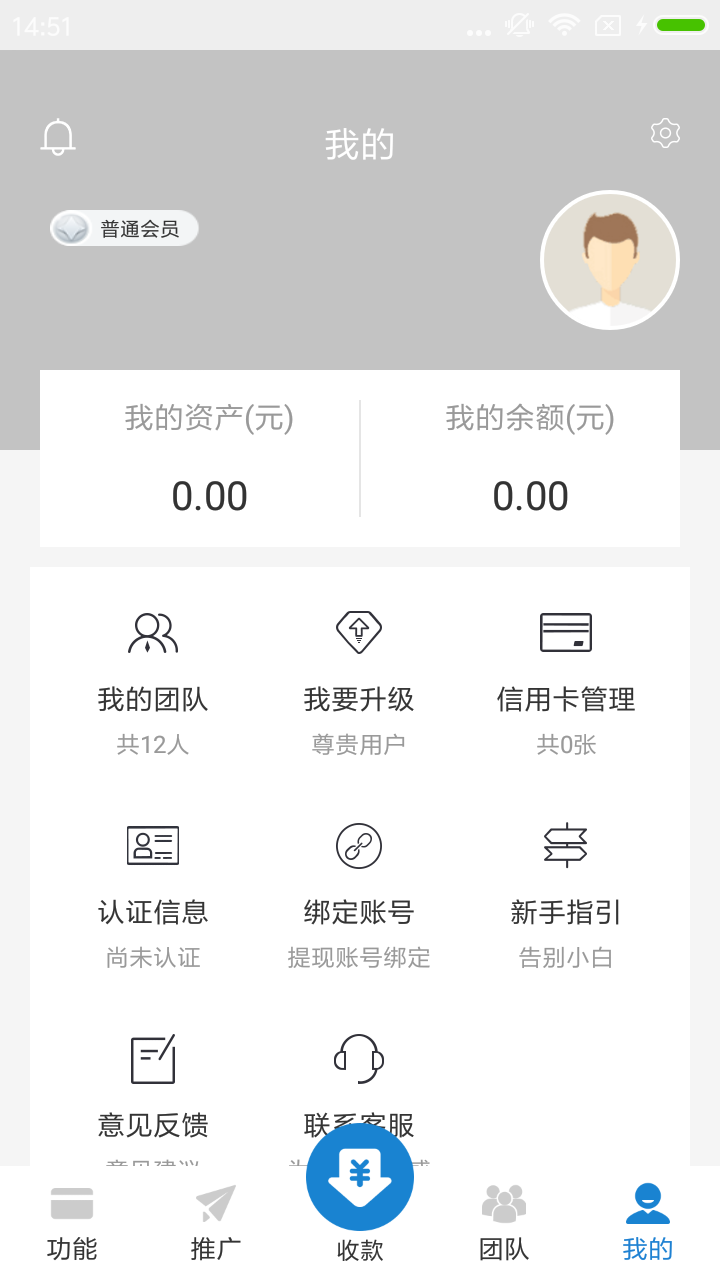 14:51
我的
普通会员
我的资产(元) 我的余额(元)
0.00 0.00
我的团队 我要升级 信用卡管理
共12人 尊贵用户 共0张
认证信息 绑定账号 新手指引
尚未认证 提现账号绑定 告别小白
意见反馈 联系客服
意见建议
功能 推广 收款 团队 我的